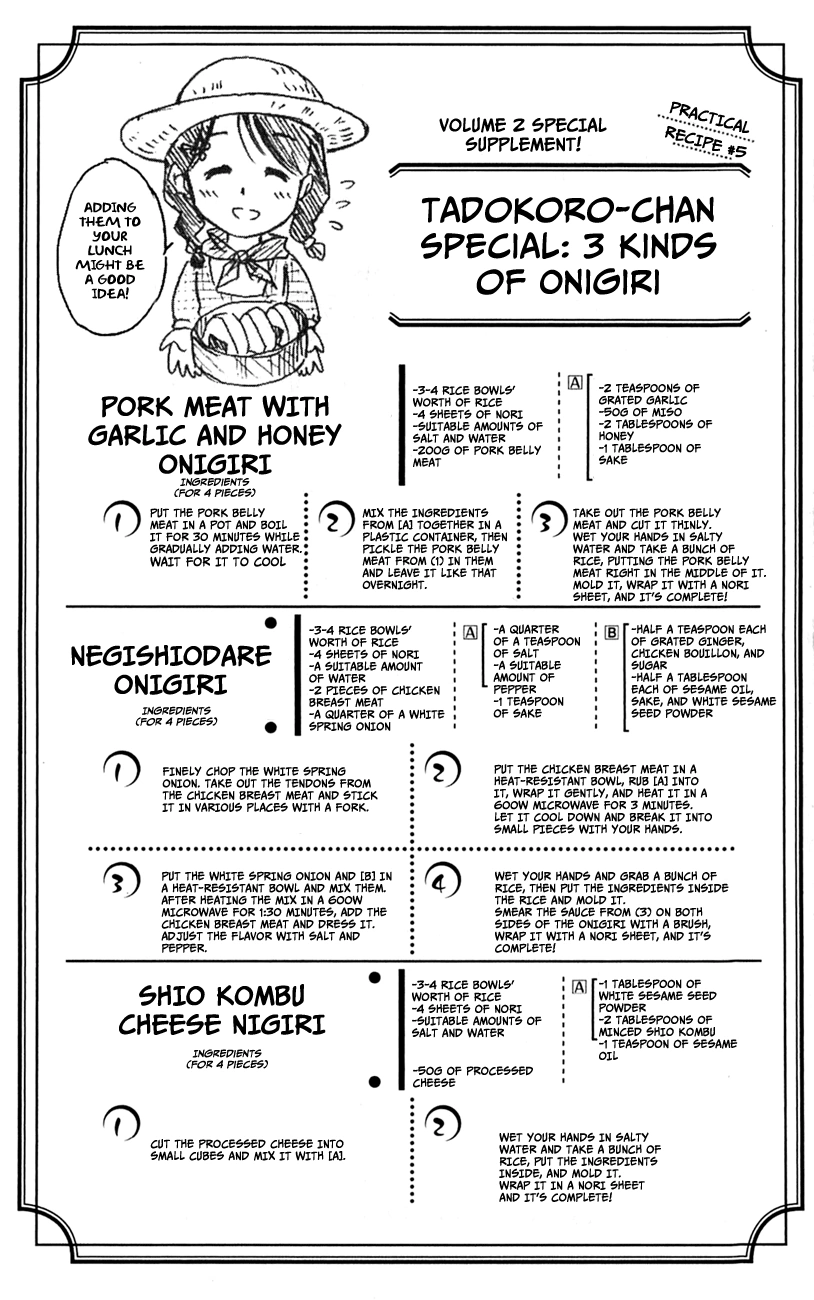 VOLUME 2 SPECIAL
SUPPLEMENT!
PRACTICAL
RECIPE #5
ADDING
THEM TO
YOUR
LUNCH
MIGHT BE
A GOOD
IDEA!
TADOKORO-CHAN
SPECIAL: 3 KINDS
OF ONIGIRI
PORK MEAT WITH
GARLIC AND HONEY
ONIGIRI
INGREDIENTS
(FOR 4 PIECES)
-3-4 RICE BOWLS'
WORTH OF RICE
-4 SHEETS OF NORI
-SUITABLE AMOUNTS OF
SALT AND WATER
-200G OF PORK BELLY
MEAT
A
-2 TEASPOONS OF
GRATED GARLIC
-50G OF MISO
-2 TABLESPOONS OF
HONEY
-1 TABLESPOON OF
SAKE
1
PUT THE PORK BELLY
MEAT IN A POT AND BOIL
IT FOR 30 MINUTES WHILE
GRADUALLY ADDING WATER.
WAIT FOR IT TO COOL
2
MIX THE INGREDIENTS
FROM [A] TOGETHER IN A
PLASTIC CONTAINER, THEN
PICKLE THE PORK BELLY
MEAT FROM (1) IN THEM
AND LEAVE IT LIKE THAT
OVERNIGHT.
3
TAKE OUT THE PORK BELLY
MEAT AND CUT IT THINLY.
WET YOUR HANDS IN SALTY
WATER AND TAKE A BUNCH OF
RICE, PUTTING THE PORK BELLY
MEAT RIGHT IN THE MIDDLE OF IT.
MOLD IT, WRAP IT WITH A NORI
SHEET, AND IT'S COMPLETE!
NEGISHIODARE
ONIGIRI
INGREDIENTS
(FOR 4 PIECES)
-3-4 RICE BOWLS'
WORTH OF RICE
-4 SHEETS OF NORI
-A SUITABLE AMOUNT
OF WATER
-2 PIECES OF CHICKEN
BREAST MEAT
-A QUARTER OF A WHITE
SPRING ONION
A
-A QUARTER
OF A TEASPOON
OF SALT
-A SUITABLE
AMOUNT OF
PEPPER
-1 TEASPOON
OF SAKE
B
-HALF A TEASPOON EACH
OF GRATED GINGER,
CHICKEN BOUILLON, AND
SUGAR
-HALF A TABLESPOON
EACH OF SESAME OIL,
SAKE, AND WHITE SESAME
SEED POWDER
1
FINELY CHOP THE WHITE SPRING
ONION. TAKE OUT THE TENDONS FROM
THE CHICKEN BREAST MEAT AND STICK
IT IN VARIOUS PLACES WITH A FORK.
2
PUT THE CHICKEN BREAST MEAT IN A
HEAT-RESISTANT BOWL, RUB [A] INTO
IT, WRAP IT GENTLY, AND HEAT IT IN A
600W MICROWAVE FOR 3 MINUTES.
LET IT COOL DOWN AND BREAK IT INTO
SMALL PIECES WITH YOUR HANDS.
3
PUT THE WHITE SPRING ONION AND [B] IN
A HEAT-RESISTANT BOWL AND MIX THEM.
AFTER HEATING THE MIX IN A 600W
MICROWAVE FOR 1:30 MINUTES, ADD THE
CHICKEN BREAST MEAT AND DRESS IT.
ADJUST THE FLAVOR WITH SALT AND
PEPPER.
4
WET YOUR HANDS AND GRAB A BUNCH OF
RICE, THEN PUT THE INGREDIENTS INSIDE
THE RICE AND MOLD IT.
SMEAR THE SAUCE FROM (3) ON BOTH
SIDES OF THE ONIGIRI WITH A BRUSH,
WRAP IT WITH A NORI SHEET, AND IT'S
COMPLETE!
SHIO KOMBU
CHEESE NIGIRI
INGREDIENTS
(FOR 4 PIECES)
-3-4 RICE BOWLS'
WORTH OF RICE
-4 SHEETS OF NORI
-SUITABLE AMOUNTS OF
SALT AND WATER
-50G OF PROCESSED
CHEESE
A
-1 TABLESPOON OF
WHITE SESAME SEED
POWDER
-2 TABLESPOONS OF
MINCED SHIO KOMBU
-1 TEASPOON OF SESAME
OIL
1
CUT THE PROCESSED CHEESE INTO
SMALL CUBES AND MIX IT WITH [A].
2
WET YOUR HANDS IN SALTY
WATER AND TAKE A BUNCH OF
RICE, PUT THE INGREDIENTS
INSIDE, AND MOLD IT.
WRAP IT IN A NORI SHEET
AND IT'S COMPLETE!